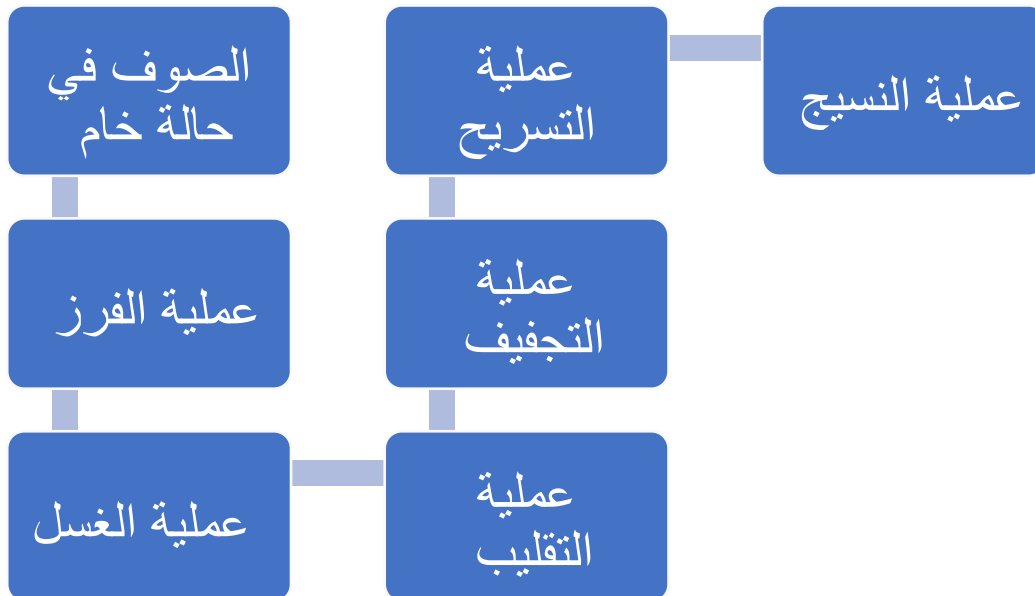 الصوف في
حالة خام
عملية الفرز
عملية الغسل
عملية
التقليب
عملية
التجفيف
عملية
التسريح
عملية النسيج